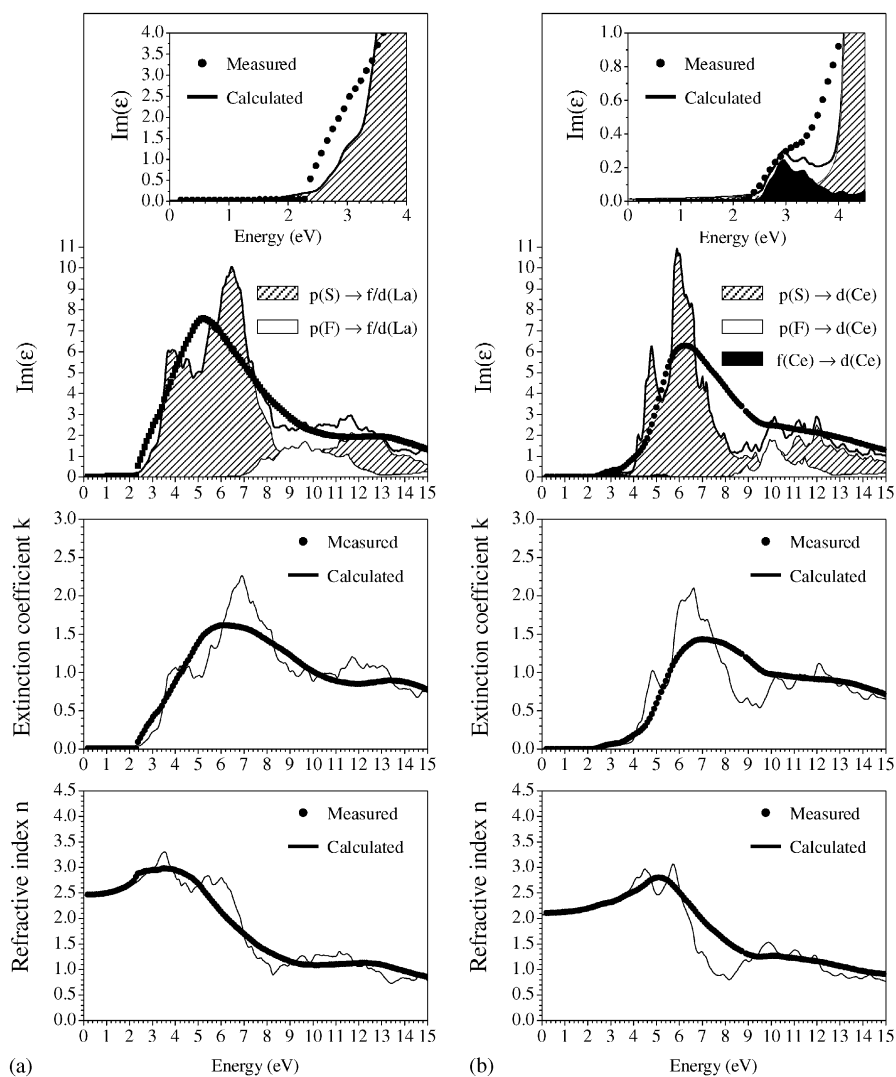 4.0
3.5
3.0
2.5
2.0
1.5
1.0
0.5
0.0
Im(ε)
Measured
Calculated
0 1 2 3 4
Energy (eV)
11
10
9
8
7
6
5
4
3
2
1
0
Im(ε)
p(S) → f/d(La)
p(F) → f/d(La)
0 1 2 3 4 5 6 7 8 9 10 11 12 13 14 15
3.0
2.5
2.0
1.5
1.0
0.5
0.0
Extinction coefficient k
Measured
Calculated
0 1 2 3 4 5 6 7 8 9 10 11 12 13 14 15
4.5
4.0
3.5
3.0
2.5
2.0
1.5
1.0
0.5
0.0
Refractive index n
Measured
Calculated
0 1 2 3 4 5 6 7 8 9 10 11 12 13 14 15
(a)
Energy (eV)
1.0
0.8
0.6
0.4
0.2
0.0
Im(ε)
Measured
Calculated
0 1 2 3 4
Energy (eV)
11
10
9
8
7
6
5
4
3
2
1
0
Im(ε)
p(S) → d(Ce)
p(F) → d(Ce)
f(Ce) → d(Ce)
0 1 2 3 4 5 6 7 8 9 10 11 12 13 14 15
3.0
2.5
2.0
1.5
1.0
0.5
0.0
Extinction coefficient k
Measured
Calculated
0 1 2 3 4 5 6 7 8 9 10 11 12 13 14 15
4.5
4.0
3.5
3.0
2.5
2.0
1.5
1.0
0.5
0.0
Refractive index n
Measured
Calculated
0 1 2 3 4 5 6 7 8 9 10 11 12 13 14 15
(b)
Energy (eV)